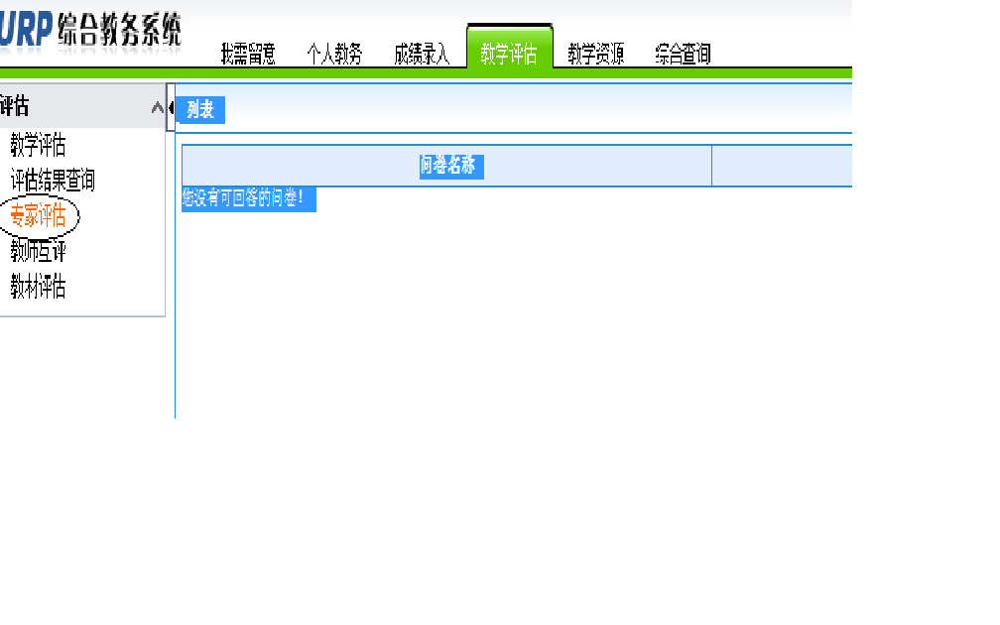 URP综合教务系统
我需留意 个人教务 成绩录入 教学评估 教学资源 综合查询
评估
列表
教学评估
评估结果查询
专家评估
教师互评
教材评估
问卷名称
您没有可回答的问卷!